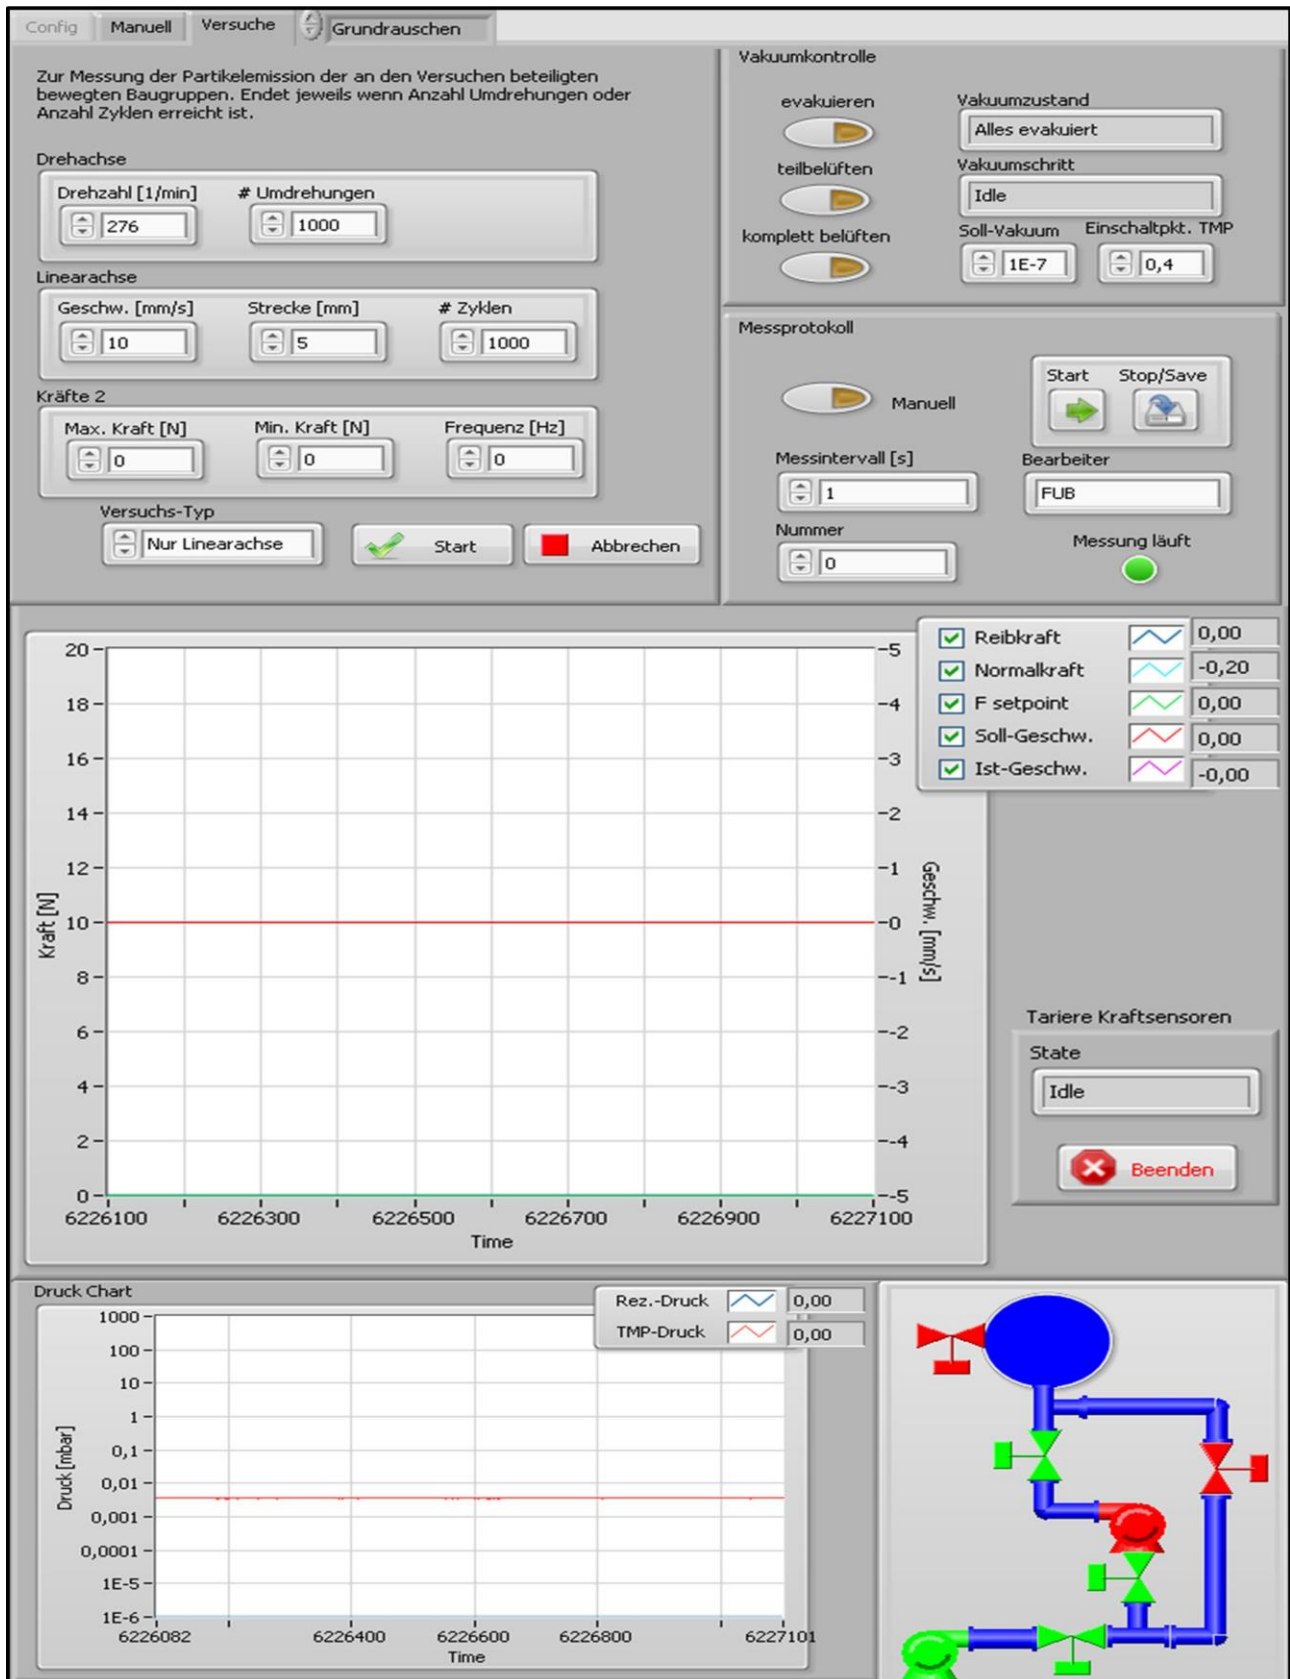 Config Manuell Versuche Grundrauschen
Zur Messung der Partikelemission der an den Versuchen beteiligten
bewegten Baugruppen. Endet jeweils wenn Anzahl Umdrehungen oder
Anzahl Zyklen erreicht ist.
Drehachse
Drehzahl [1/min] # Umdrehungen
276 1000
Linearachse
Geschw. [mm/s] Strecke [mm] # Zyklen
10 5 1000
Kräfte 2
Max. Kraft [N] Min. Kraft [N] Frequenz [Hz]
0 0 0
Versuchs-Typ
Nur Linearachse Start Abbrechen
Vakuumkontrolle
evakuieren Vakuumzustand
Alles evakuiert
teilbelüften Vakuumschritt
Idle
komplett belüften Soll-Vakuum Einschaltpkt. TMP
1E-7 0,4
Messprotokoll
Start Stop/Save
Manuell
Messintervall [s] Bearbeiter
1 FUB
Nummer Messung läuft
0
Reibkraft 0,00
Normalkraft -0,20
F setpoint 0,00
Soll-Geschw. 0,00
Ist-Geschw. -0,00
Kraft [N]
20
18
16
14
12
10
8
6
4
2
0
5
4
3
2
1
0
-1
-2
-3
-4
-5
Geschw. [mm/s]
6226100 6226300 6226500 6226700 6226900 6227100
Time
Tariere Kraftsensoren
State
Idle
Beenden
Druck Chart
Rez.-Druck 0,00
TMP-Druck 0,00
Druck [mbar]
1000
100
10
1
0,1
0,01
0,001
0,0001
1E-5
1E-6
6226082 6226400 6226600 6226800 6227101
Time